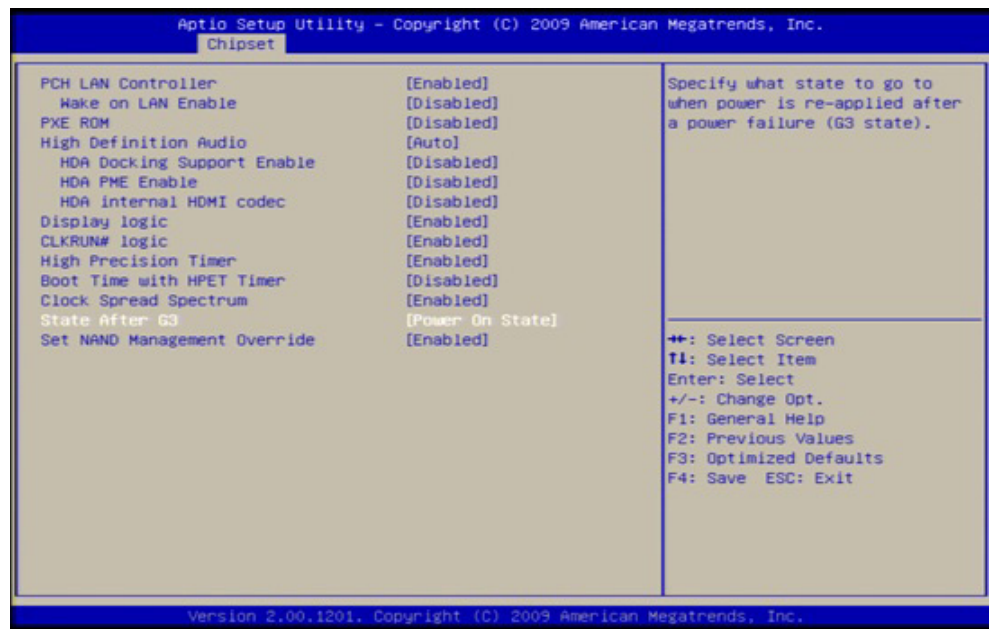 Aptio Setup Utility – Copyright (C) 2009 American Megatrends, Inc.
Chipset
PCH LAN Controller [Enabled]
Wake on LAN Enable [Disabled]
PXE ROM [Disabled]
High Definition Audio [Auto]
HDA Docking Support Enable [Disabled]
HDA PME Enable [Disabled]
HDA internal HDMI codec [Disabled]
Display logic [Enabled]
CLKRUN# logic [Enabled]
High Precision Timer [Enabled]
Boot Time with HPET Timer [Disabled]
Clock Spread Spectrum [Enabled]
State After G3 [Power On State]
Set NAND Management Override [Enabled]
Specify what state to go to
when power is re-applied after
a power failure (G3 state).
→←: Select Screen
↑↓: Select Item
Enter: Select
+/-: Change Opt.
F1: General Help
F2: Previous Values
F3: Optimized Defaults
F4: Save ESC: Exit
Version 2.00.1201. Copyright (C) 2009 American Megatrends, Inc.